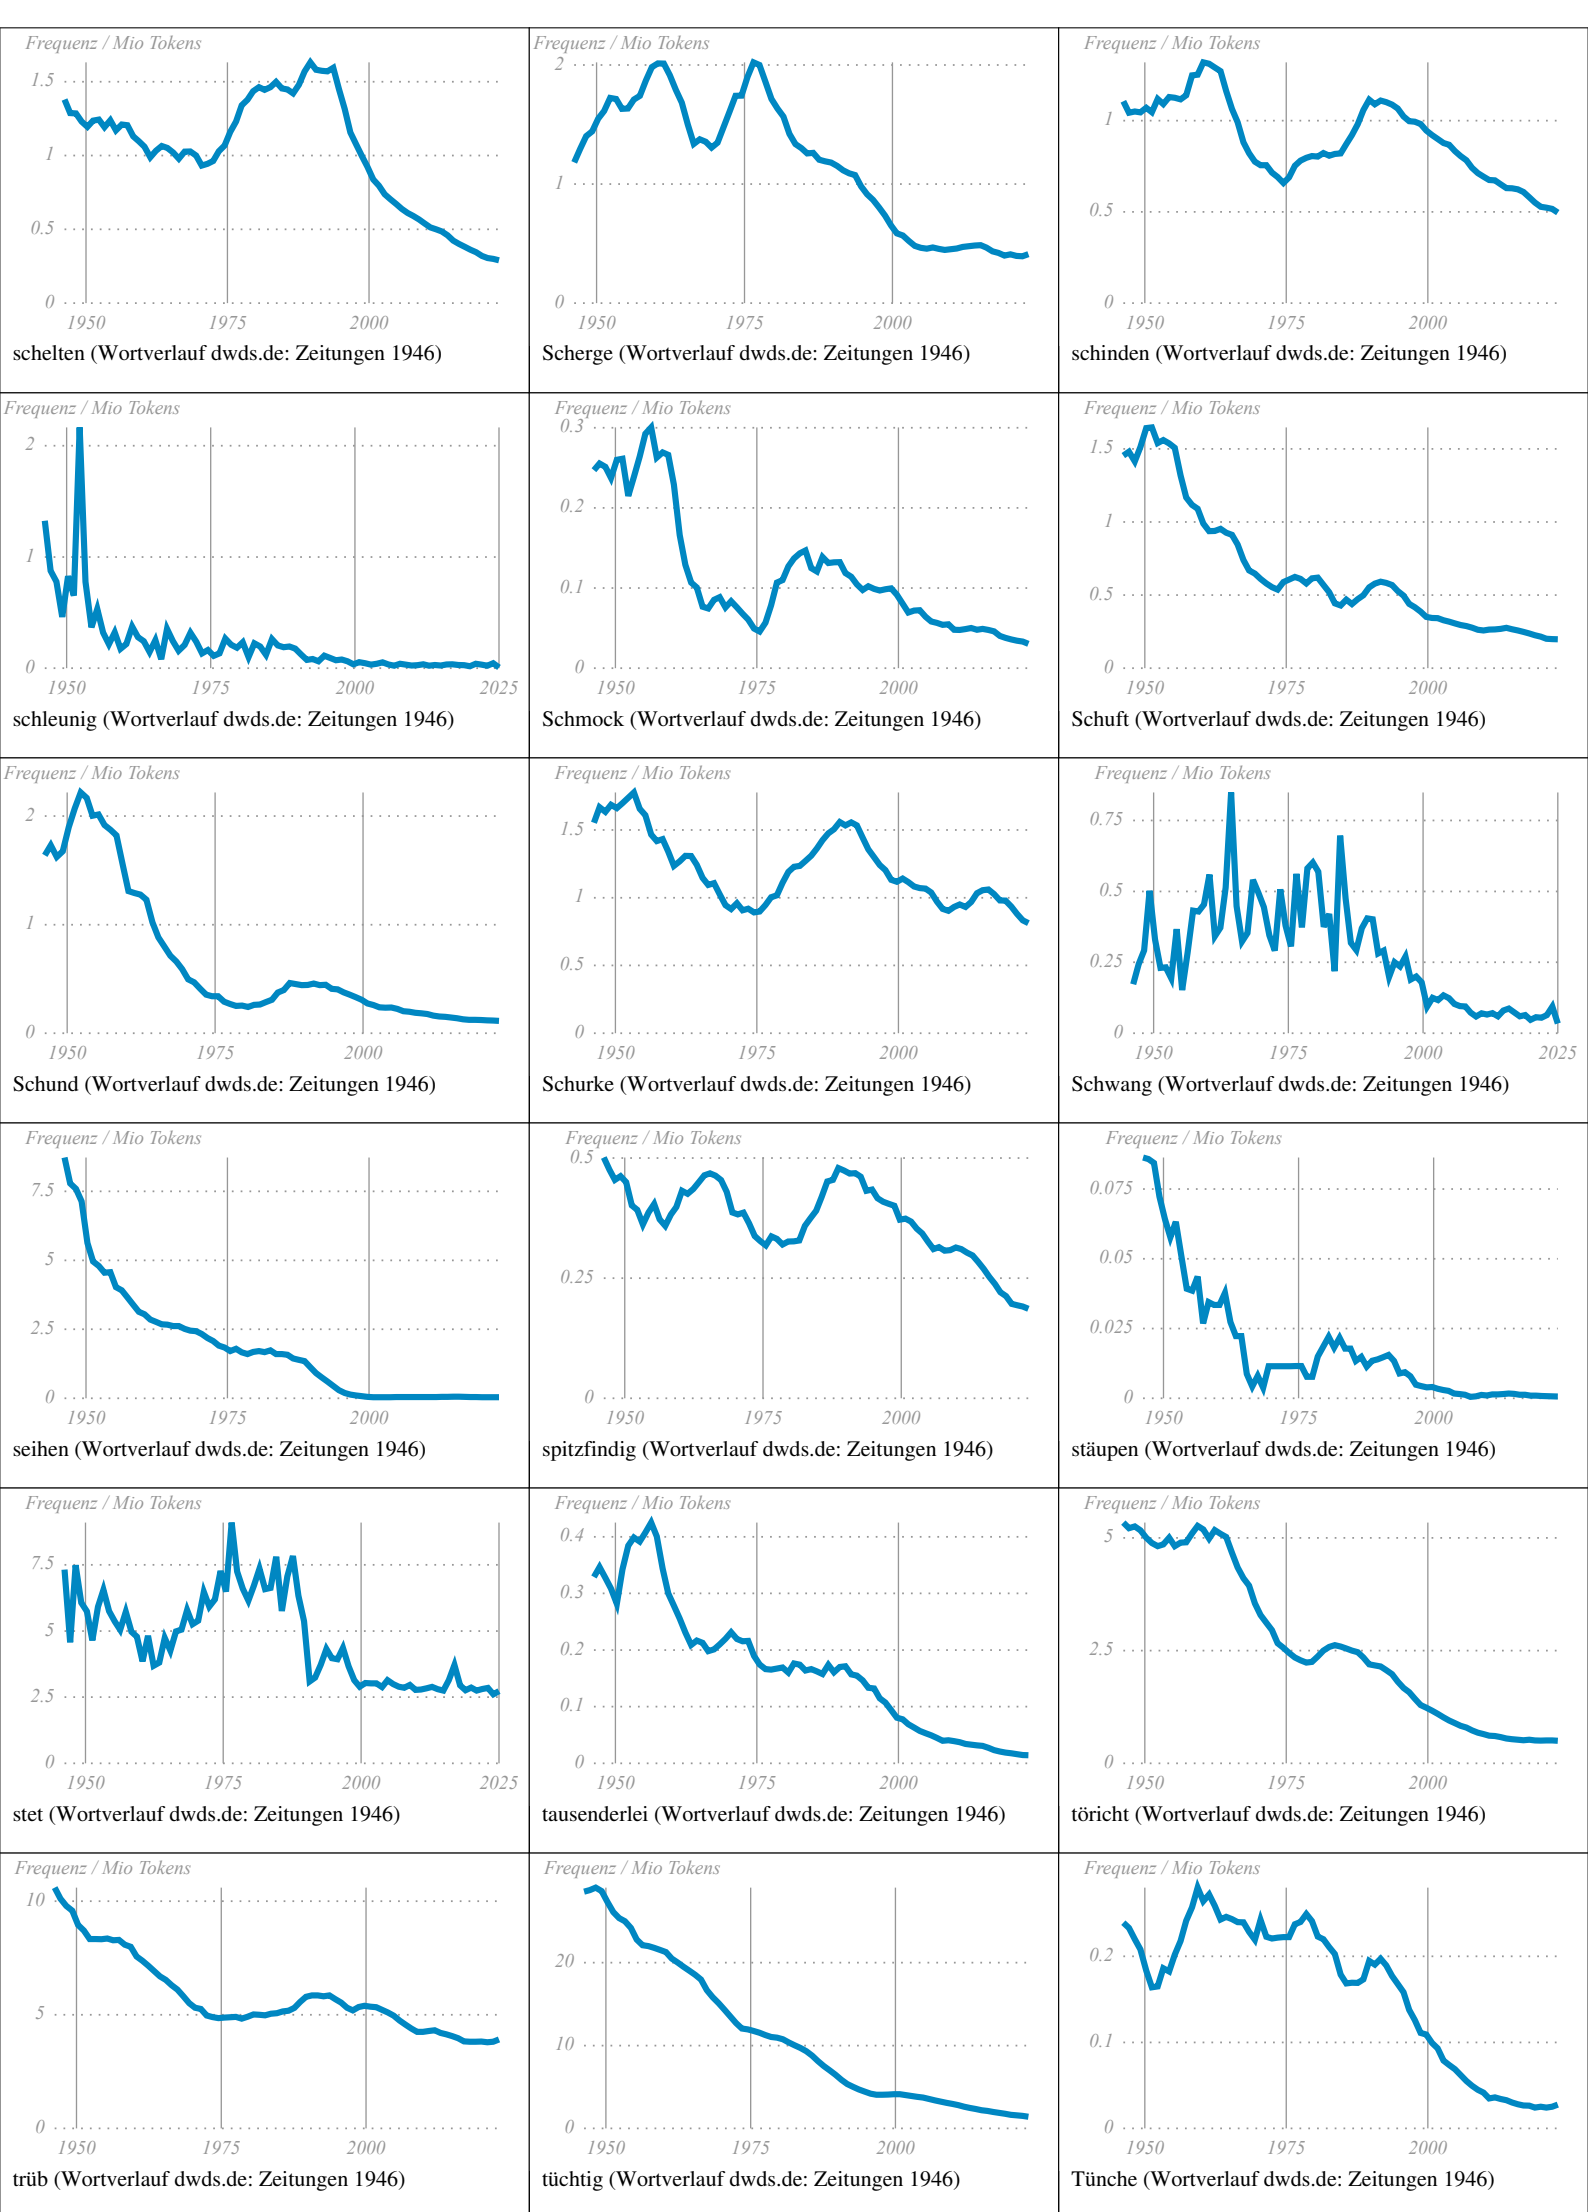 Frequenz / Mio Tokens
1.5
1
0.5
0
1950 1975 2000
schelten (Wortverlauf dwds.de: Zeitungen 1946)
Frequenz / Mio Tokens
2
1
0
1950 1975 2000
Scherge (Wortverlauf dwds.de: Zeitungen 1946)
Frequenz / Mio Tokens
1
0.5
0
1950 1975 2000
schinden (Wortverlauf dwds.de: Zeitungen 1946)
Frequenz / Mio Tokens
2
1
0
1950 1975 2000 2025
schleunig (Wortverlauf dwds.de: Zeitungen 1946)
Frequenz / Mio Tokens
0.3
0.2
0.1
0
1950 1975 2000
Schmock (Wortverlauf dwds.de: Zeitungen 1946)
Frequenz / Mio Tokens
1.5
1
0.5
0
1950 1975 2000
Schuft (Wortverlauf dwds.de: Zeitungen 1946)
Frequenz / Mio Tokens
2
1
0
1950 1975 2000
Schund (Wortverlauf dwds.de: Zeitungen 1946)
Frequenz / Mio Tokens
1.5
1
0.5
0
1950 1975 2000
Schurke (Wortverlauf dwds.de: Zeitungen 1946)
Frequenz / Mio Tokens
0.75
0.5
0.25
0
1950 1975 2000 2025
Schwang (Wortverlauf dwds.de: Zeitungen 1946)
Frequenz / Mio Tokens
7.5
5
2.5
0
1950 1975 2000
seihen (Wortverlauf dwds.de: Zeitungen 1946)
Frequenz / Mio Tokens
0.5
0.25
0
1950 1975 2000
spitzfindig (Wortverlauf dwds.de: Zeitungen 1946)
Frequenz / Mio Tokens
0.075
0.05
0.025
0
1950 1975 2000
stäupen (Wortverlauf dwds.de: Zeitungen 1946)
Frequenz / Mio Tokens
7.5
5
2.5
0
1950 1975 2000 2025
stet (Wortverlauf dwds.de: Zeitungen 1946)
Frequenz / Mio Tokens
0.4
0.3
0.2
0.1
0
1950 1975 2000
tausenderlei (Wortverlauf dwds.de: Zeitungen 1946)
Frequenz / Mio Tokens
5
2.5
0
1950 1975 2000
töricht (Wortverlauf dwds.de: Zeitungen 1946)
Frequenz / Mio Tokens
10
5
0
1950 1975 2000
trüb (Wortverlauf dwds.de: Zeitungen 1946)
Frequenz / Mio Tokens
20
10
0
1950 1975 2000
tüchtig (Wortverlauf dwds.de: Zeitungen 1946)
Frequenz / Mio Tokens
0.2
0.1
0
1950 1975 2000
Tünche (Wortverlauf dwds.de: Zeitungen 1946)